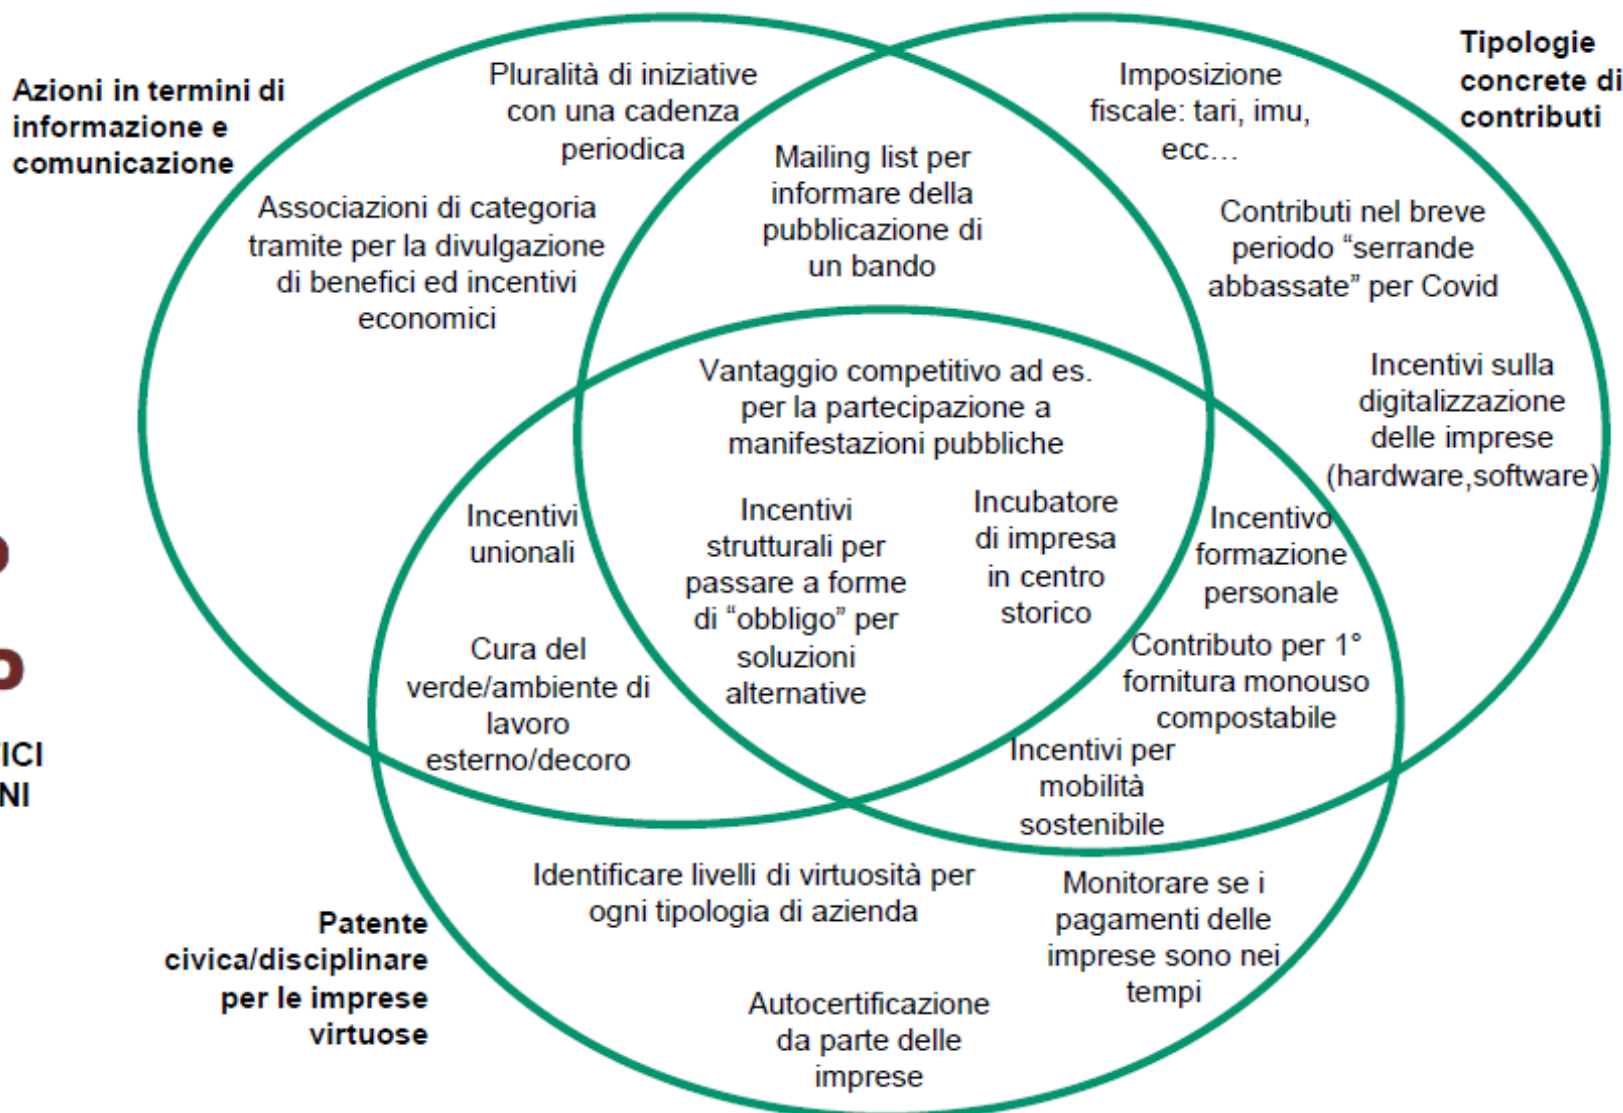 Azioni in termini di
informazione e
comunicazione
Pluralità di iniziative
con una cadenza
periodica
Associazioni di categoria
tramite per la divulgazione
di benefici ed incentivi
economici
Mailing list per
informare della
pubblicazione di
un bando
Imposizione
fiscale: tari, imu,
ecc...
Tipologie
concrete di
contributi
Contributi nel breve
periodo “serrande
abbassate” per Covid
Incentivi sulla
digitalizzazione
delle imprese
(hardware,software)
Vantaggio competitivo ad es.
per la partecipazione a
manifestazioni pubbliche
Incentivi
unionali
Incentivi
strutturali per
passare a forme
di “obbligo” per
soluzioni
alternative
Incubatore
di impresa
in centro
storico
Incentivo
formazione
personale
Cura del
verde/ambiente di
lavoro
esterno/decoro
Contributo per 1°
fornitura monouso
compostabile
Incentivi per
mobilità
sostenibile
ICI
NI
Identificare livelli di virtuosità per
ogni tipologia di azienda
Monitorare se i
pagamenti delle
imprese sono nei
tempi
Patente
civica/disciplinare
per le imprese
virtuose
Autocertificazione
da parte delle
imprese